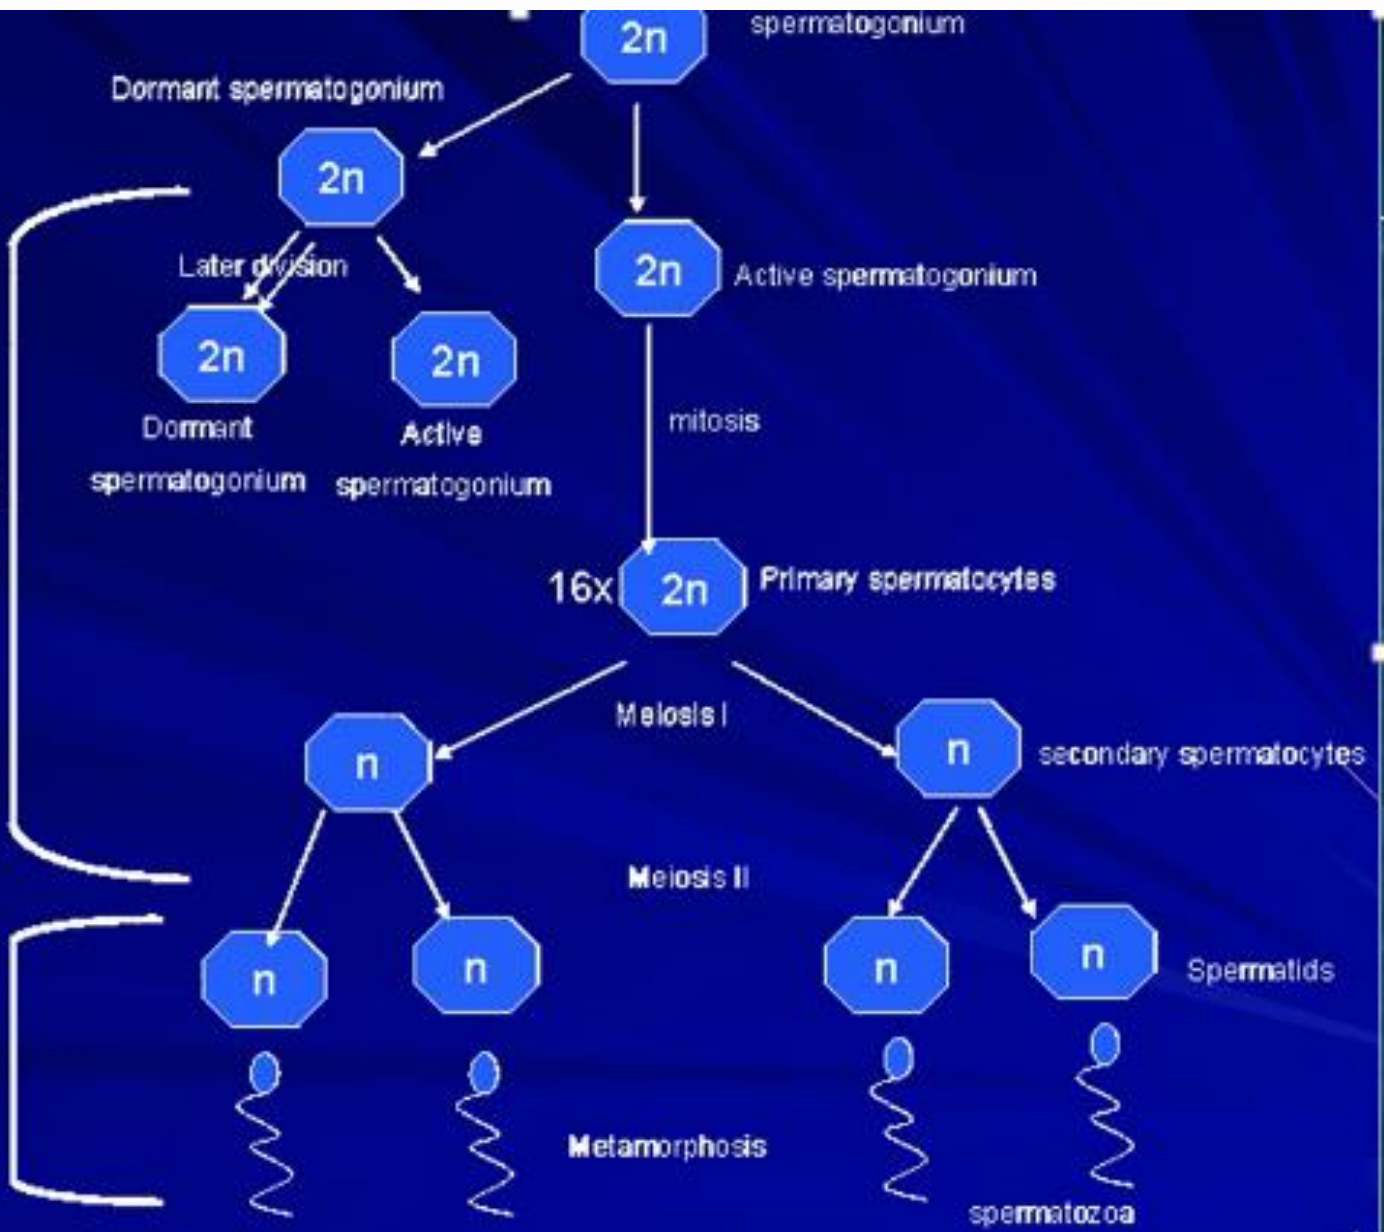 2n
spermatogonium
Dormant spermatogonium
2n
2n
Active spermatogonium
Later division
2n
2n
Dormant
spermatogonium
Active
spermatogonium
mitosis
16x
2n
Primary spermatocytes
Meiosis I
n
n
secondary spermatocytes
Meiosis II
n
n
n
n
Spermatids
Metamorphosis
spermatozoa